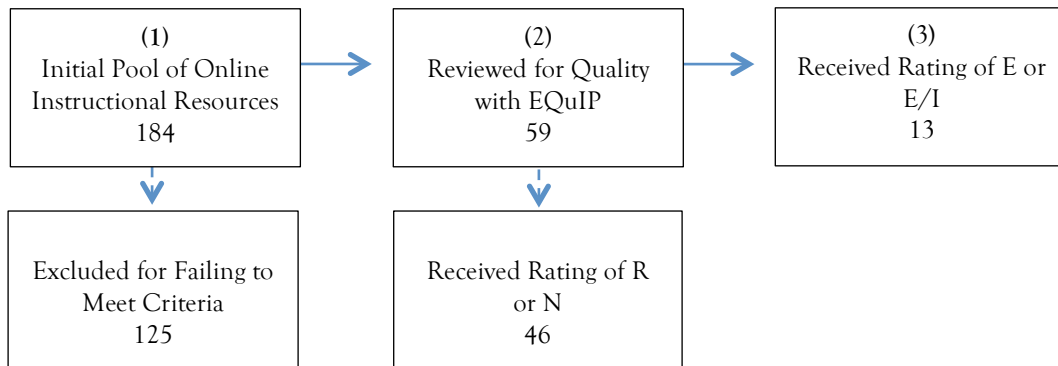 (1)
Initial Pool of Online
Instructional Resources
184
(2)
Reviewed for Quality
with EQuIP
59
(3)
Received Rating of E or
E/I
13
Excluded for Failing to
Meet Criteria
125
Received Rating of R
or N
46